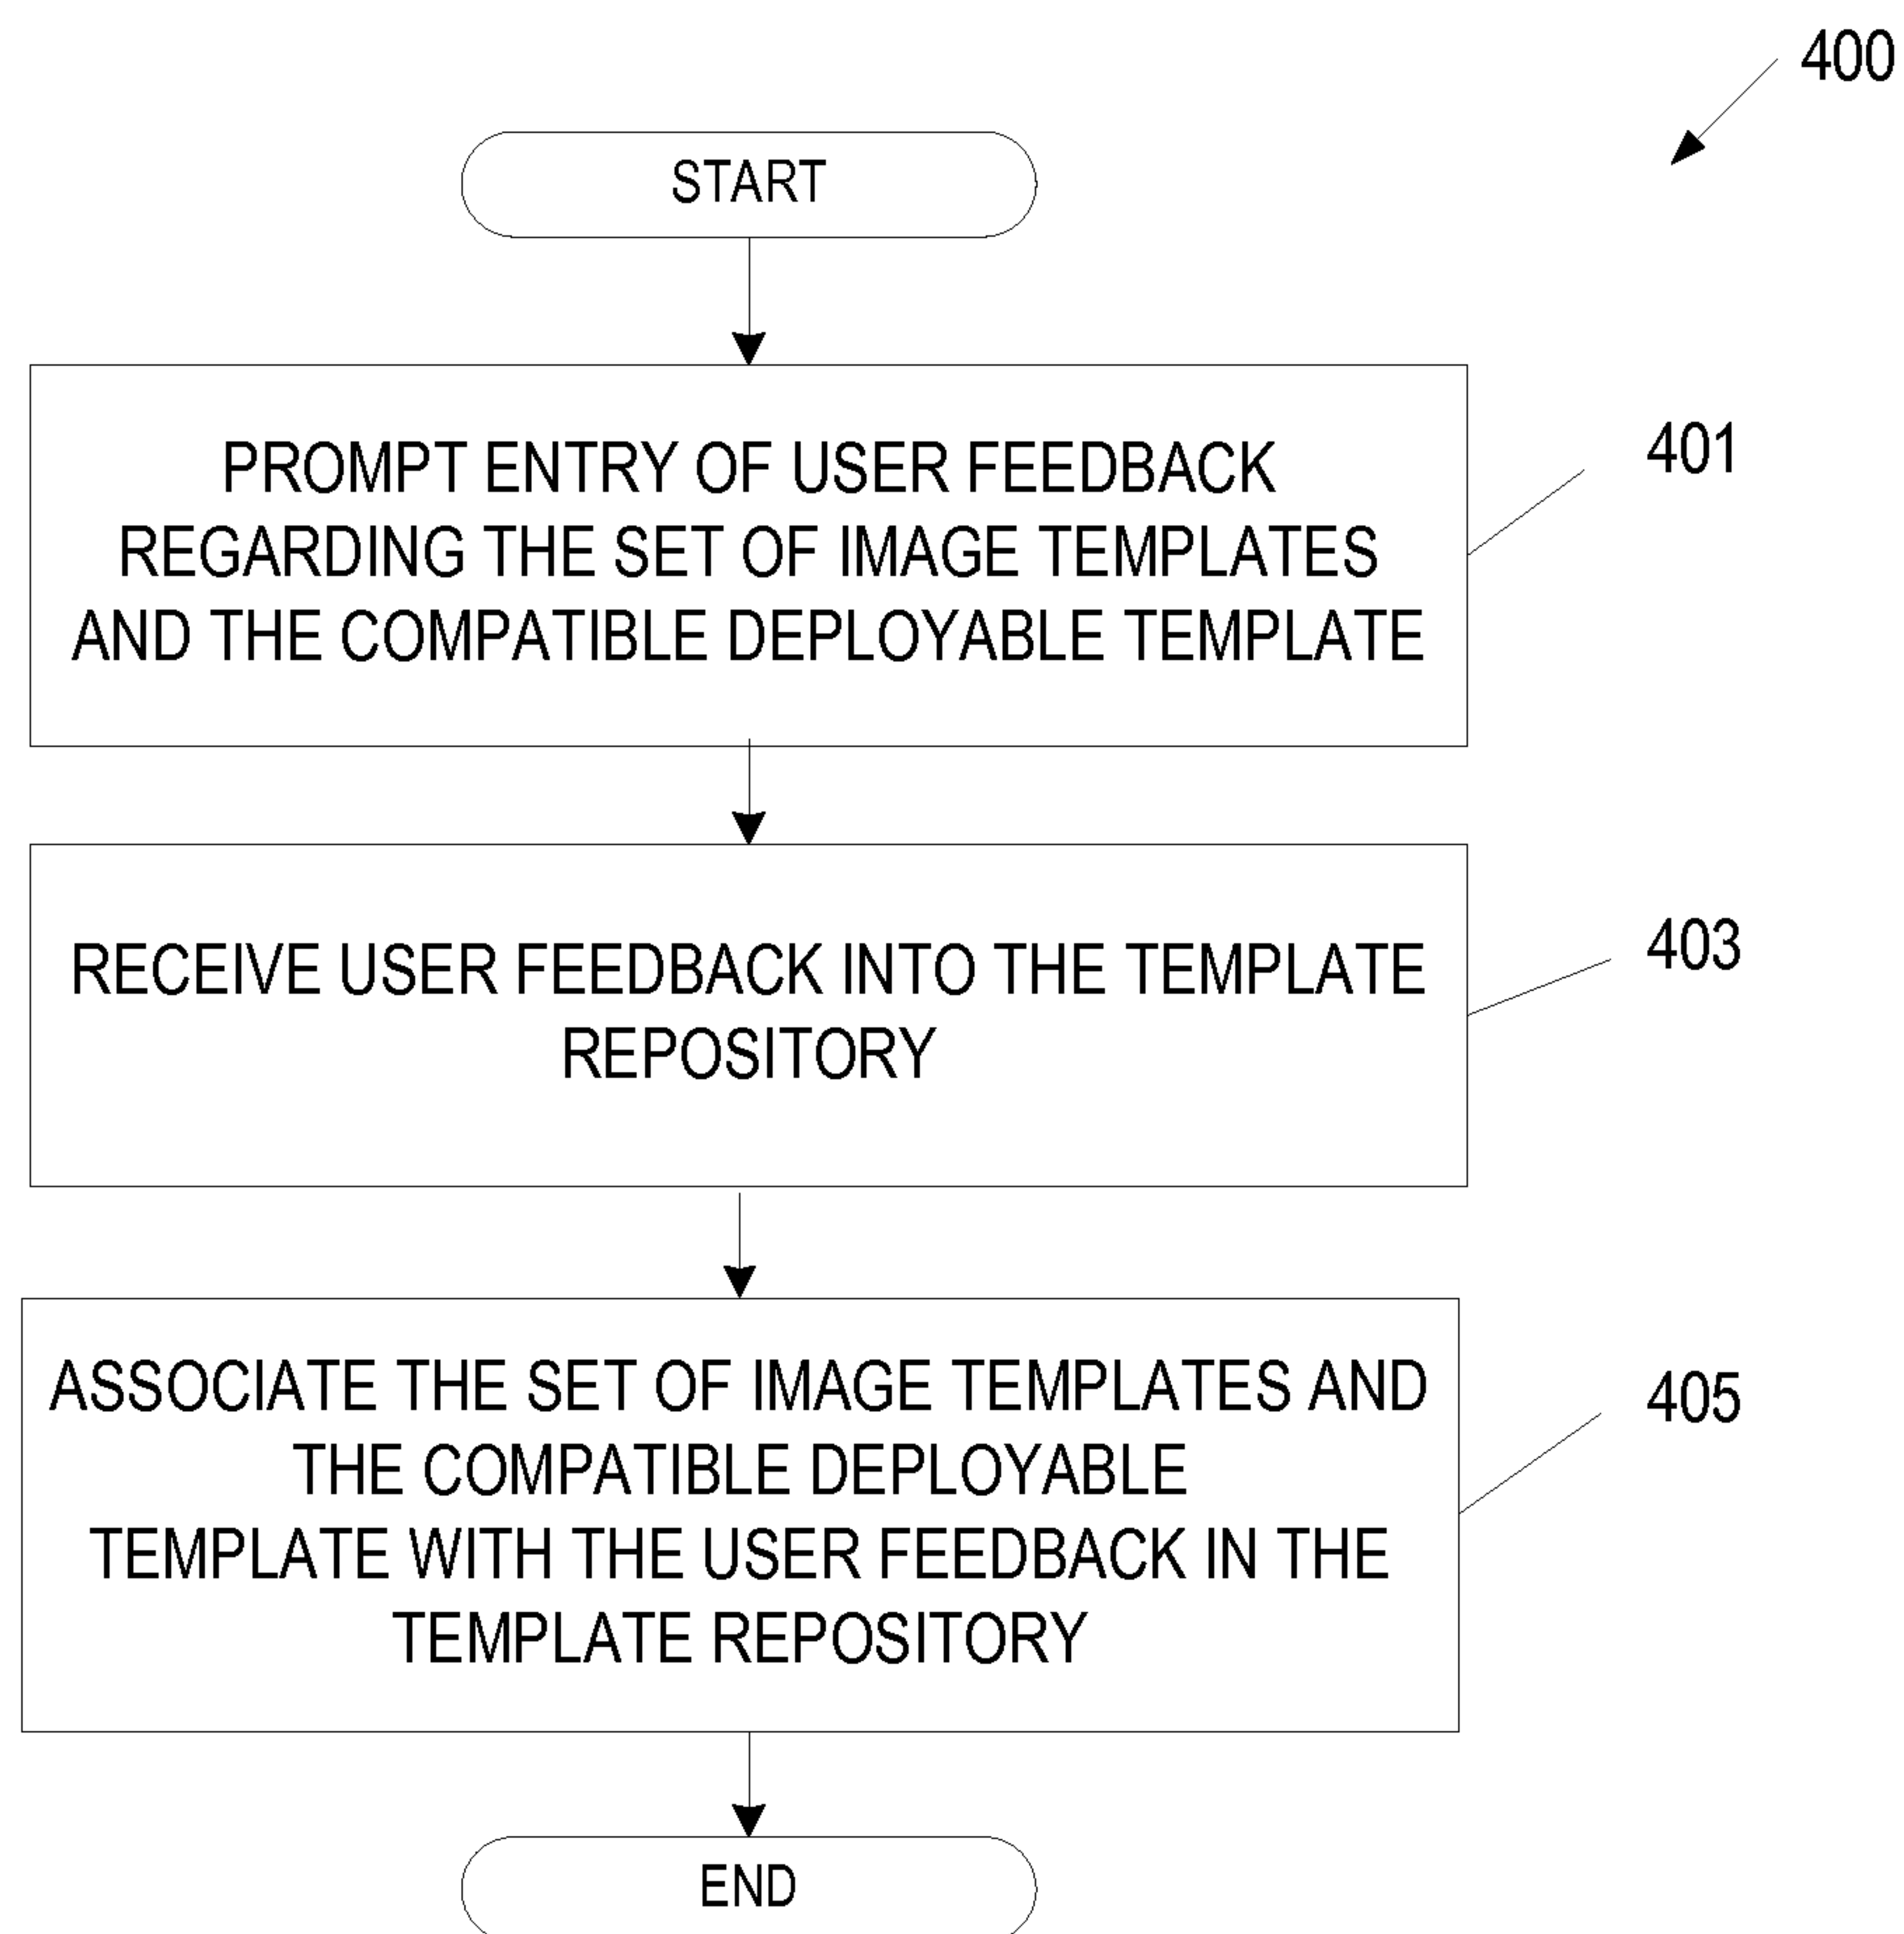 400
START
PROMPT ENTRY OF USER FEEDBACK
REGARDING THE SET OF IMAGE TEMPLATES
AND THE COMPATIBLE DEPLOYABLE TEMPLATE
401
RECEIVE USER FEEDBACK INTO THE TEMPLATE
REPOSITORY
403
ASSOCIATE THE SET OF IMAGE TEMPLATES AND
THE COMPATIBLE DEPLOYABLE
TEMPLATE WITH THE USER FEEDBACK IN THE
TEMPLATE REPOSITORY
405
END